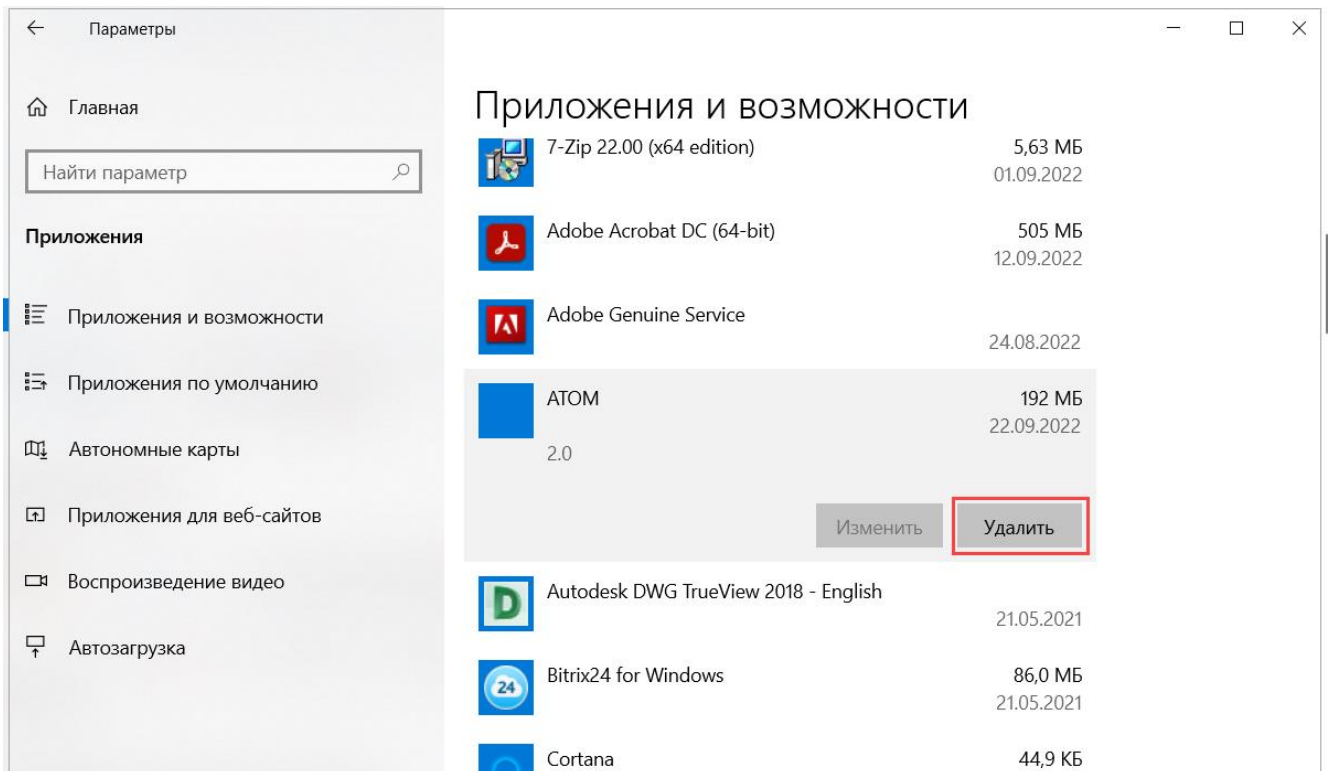 Параметры
Главная
Найти параметр
Приложения
Приложения и возможности
Приложения по умолчанию
Автономные карты
Приложения для веб-сайтов
Воспроизведение видео
Автозагрузка
Приложения и возможности
7-Zip 22.00 (x64 edition) 5,63 МБ
01.09.2022
Adobe Acrobat DC (64-bit) 505 МБ
12.09.2022
Adobe Genuine Service
24.08.2022
ATOM 192 МБ
22.09.2022
2.0
Изменить Удалить
Autodesk DWG TrueView 2018 - English
21.05.2021
24
Bitrix24 for Windows 86,0 МБ
21.05.2021
Cortana 44,9 КБ